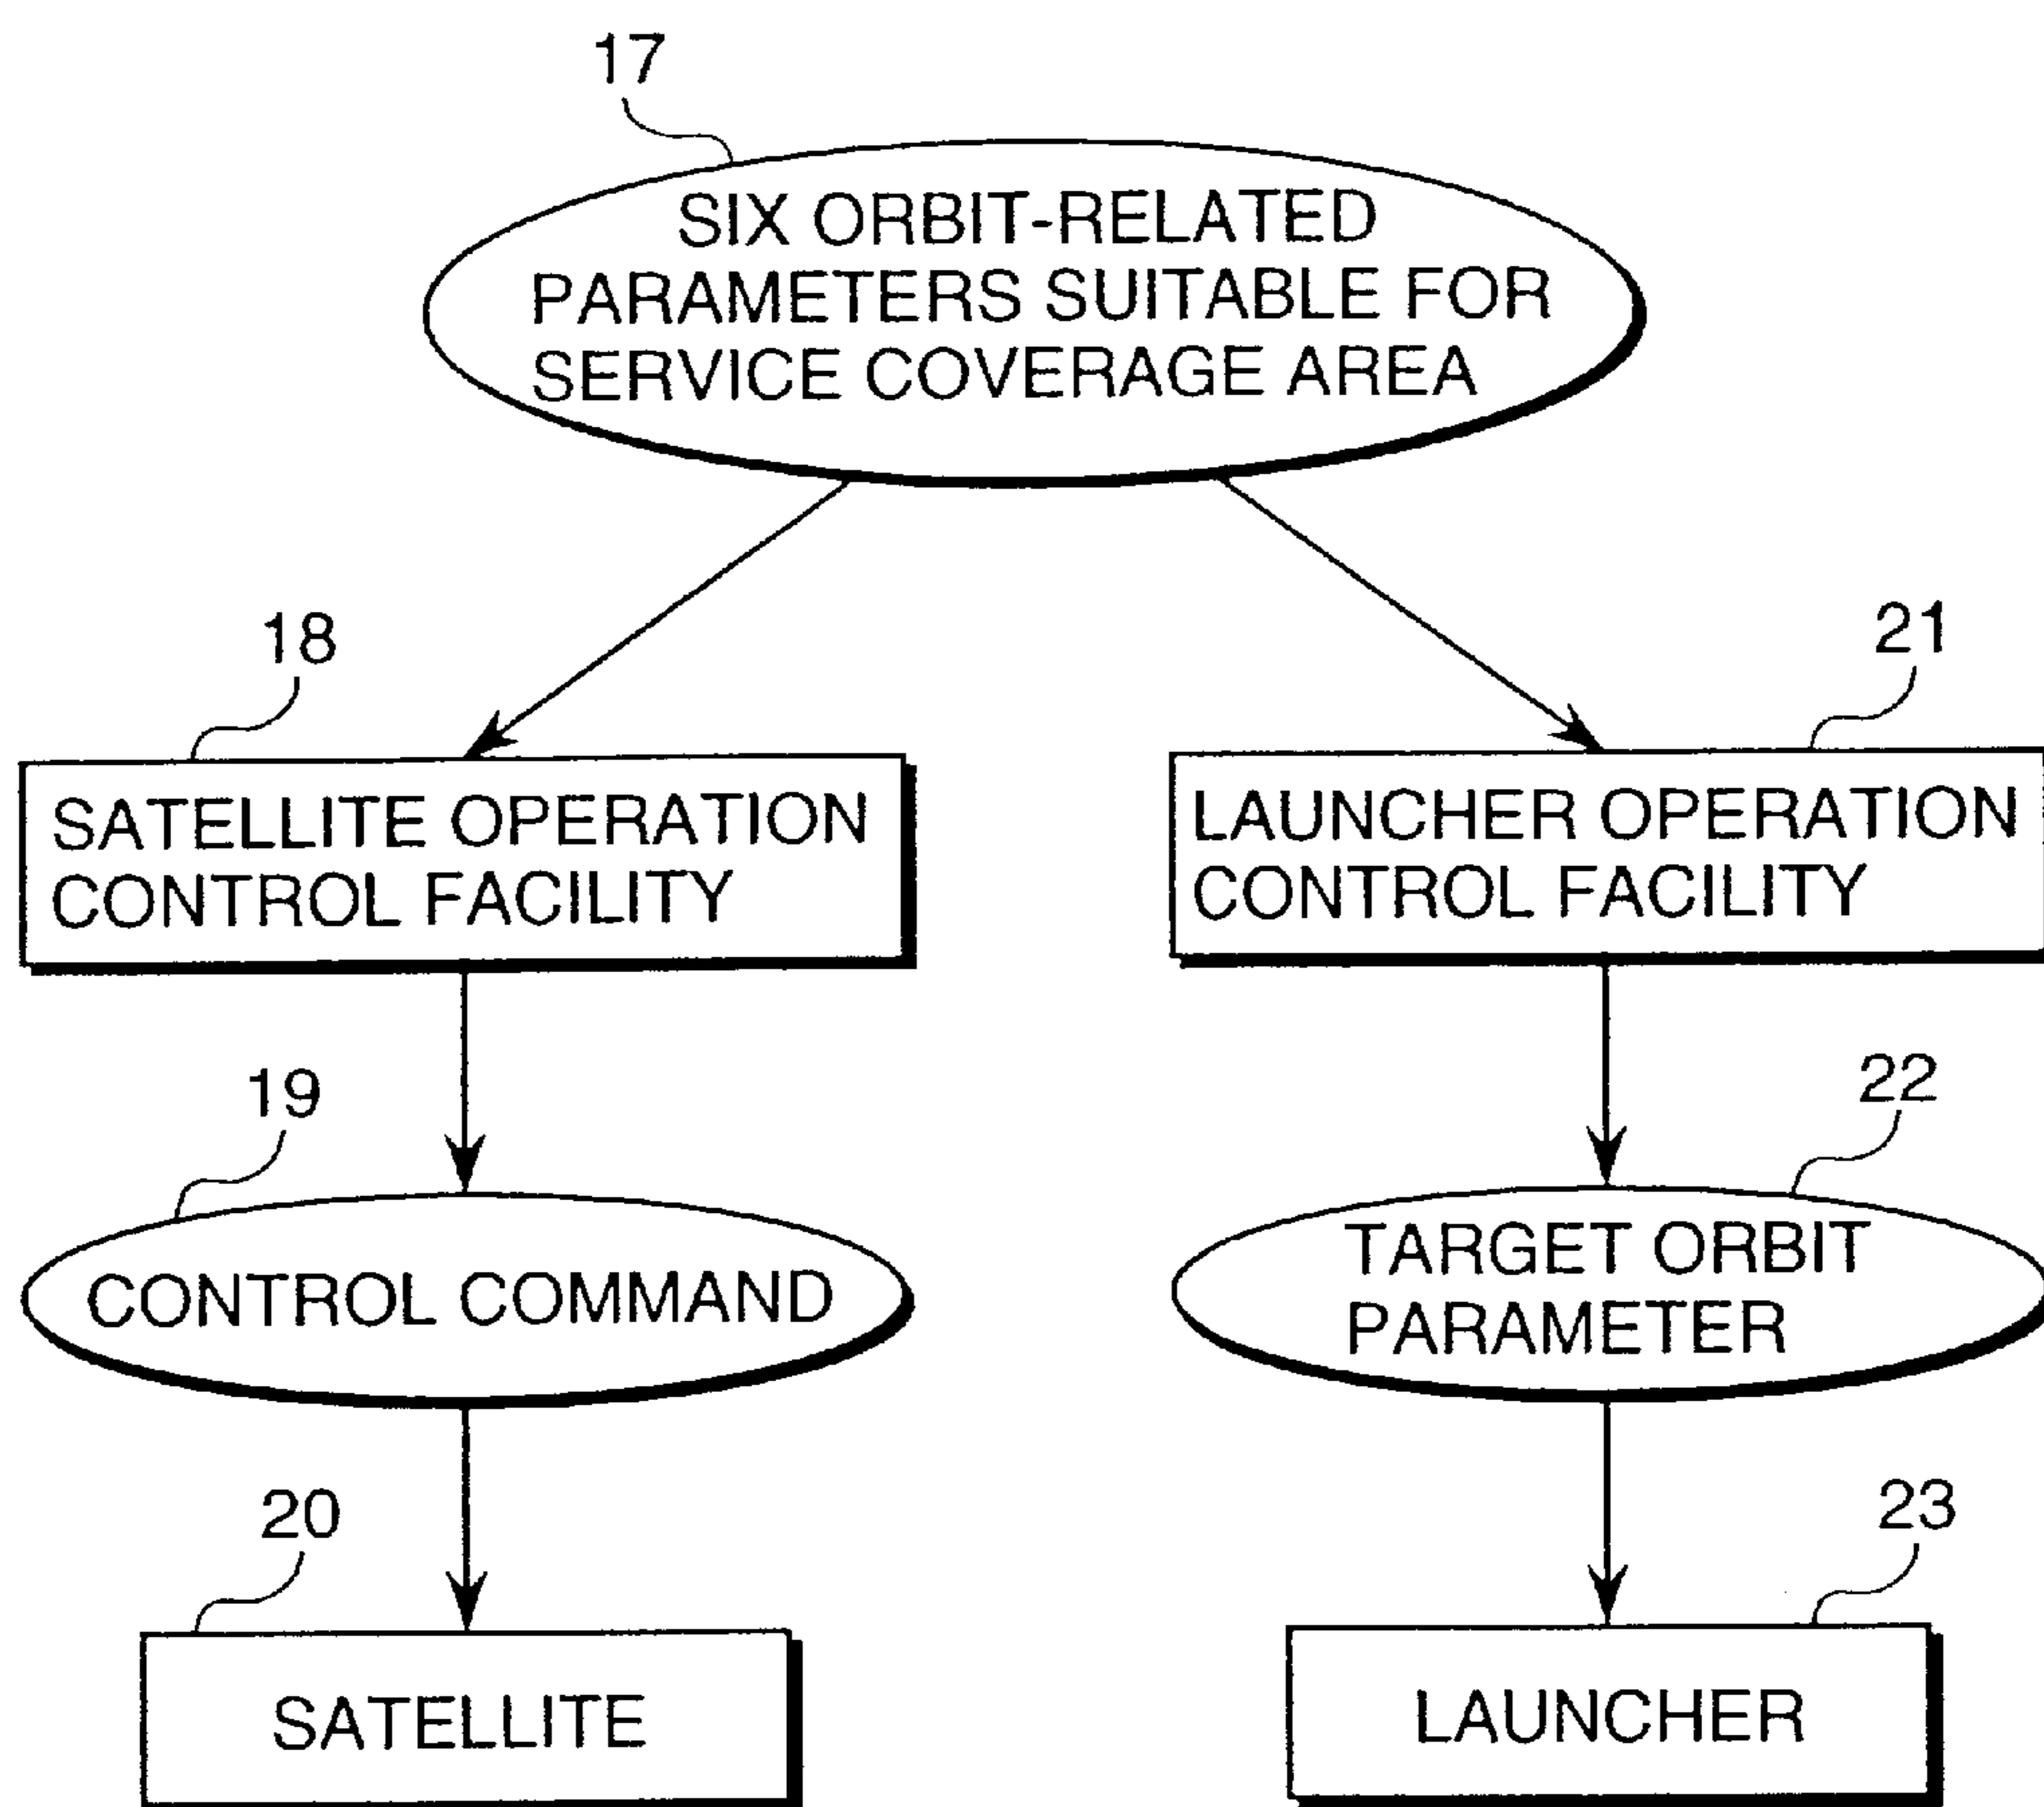 17
SIX ORBIT-RELATED
PARAMETERS SUITABLE FOR
SERVICE COVERAGE AREA
18
SATELLITE OPERATION
CONTROL FACILITY
21
LAUNCHER OPERATION
CONTROL FACILITY
19
CONTROL COMMAND
22
TARGET ORBIT
PARAMETER
20
SATELLITE
23
LAUNCHER